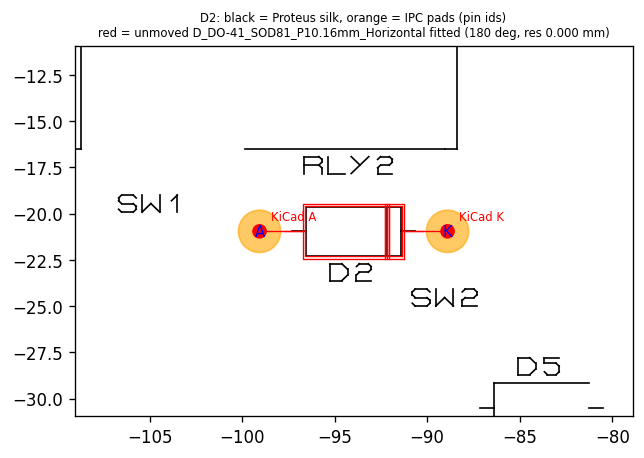 D2: black = Proteus silk, orange = IPC pads (pin ids)
red = unmoved D_DO-41_SOD81_P10.16mm_Horizontal fitted (180 deg, res 0.000 mm)
−12.5
−15.0
−17.5
−20.0
−22.5
−25.0
−27.5
−30.0
RLY2
SW1
KiCad A
KiCad K
A
K
D2
SW2
D5
−105
−100
−95
−90
−85
−80